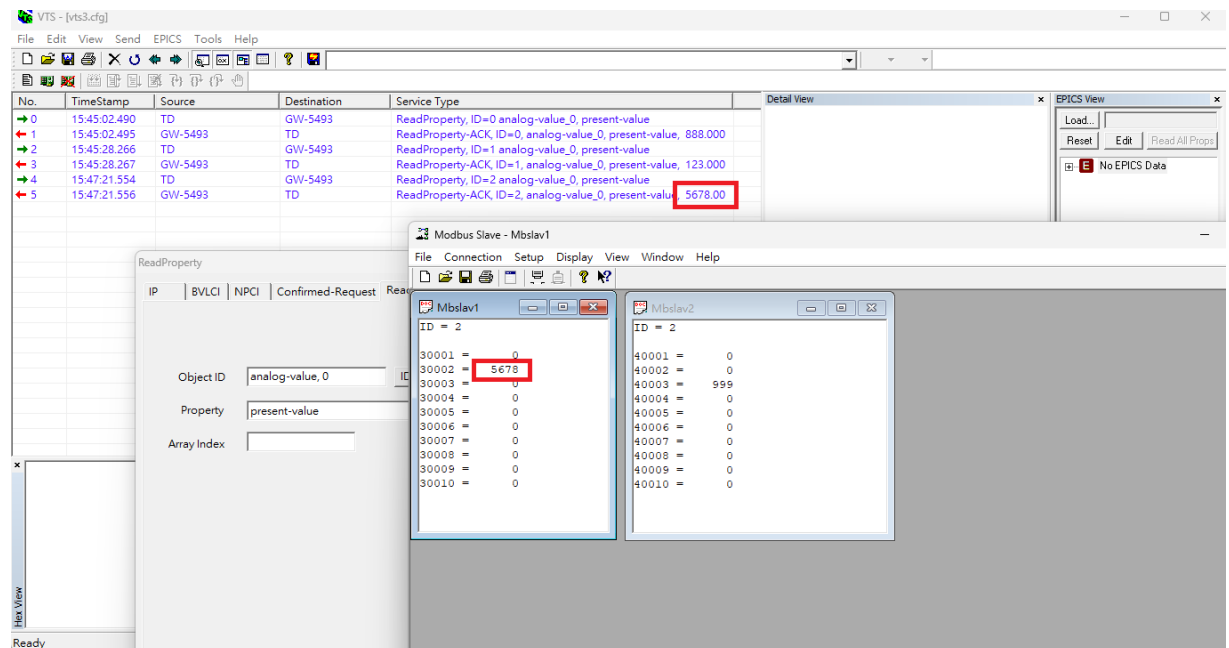 VTS - [vts3.cfg]
File Edit View Send EPICS Tools Help
No. TimeStamp Source Destination Service Type
0 15:45:02.490 TD GW-5493 ReadProperty, ID=0 analog-value_0, present-value
1 15:45:02.495 GW-5493 TD ReadProperty-ACK, ID=0, analog-value_0, present-value, 888.000
2 15:45:28.266 TD GW-5493 ReadProperty, ID=1 analog-value_0, present-value
3 15:45:28.267 GW-5493 TD ReadProperty-ACK, ID=1, analog-value_0, present-value, 123.000
4 15:47:21.554 TD GW-5493 ReadProperty, ID=2 analog-value_0, present-value
5 15:47:21.556 GW-5493 TD ReadProperty-ACK, ID=2, analog-value_0, present-value, 5678.00
Detail View
EPICS View
Load...
Reset Edit Read All Props
E No EPICS Data
ReadProperty
IP BVLCI NPCI Confirmed-Request
Object ID analog-value, 0
Property present-value
Array Index
Modbus Slave - Mbslav1
File Connection Setup Display View Window Help
Mbslav1
ID = 2
30001 = 0
30002 = 5678
30003 = 0
30004 = 0
30005 = 0
30006 = 0
30007 = 0
30008 = 0
30009 = 0
30010 = 0
Mbslav2
ID = 2
40001 = 0
40002 = 0
40003 = 999
40004 = 0
40005 = 0
40006 = 0
40007 = 0
40008 = 0
40009 = 0
40010 = 0
Hex View
Ready